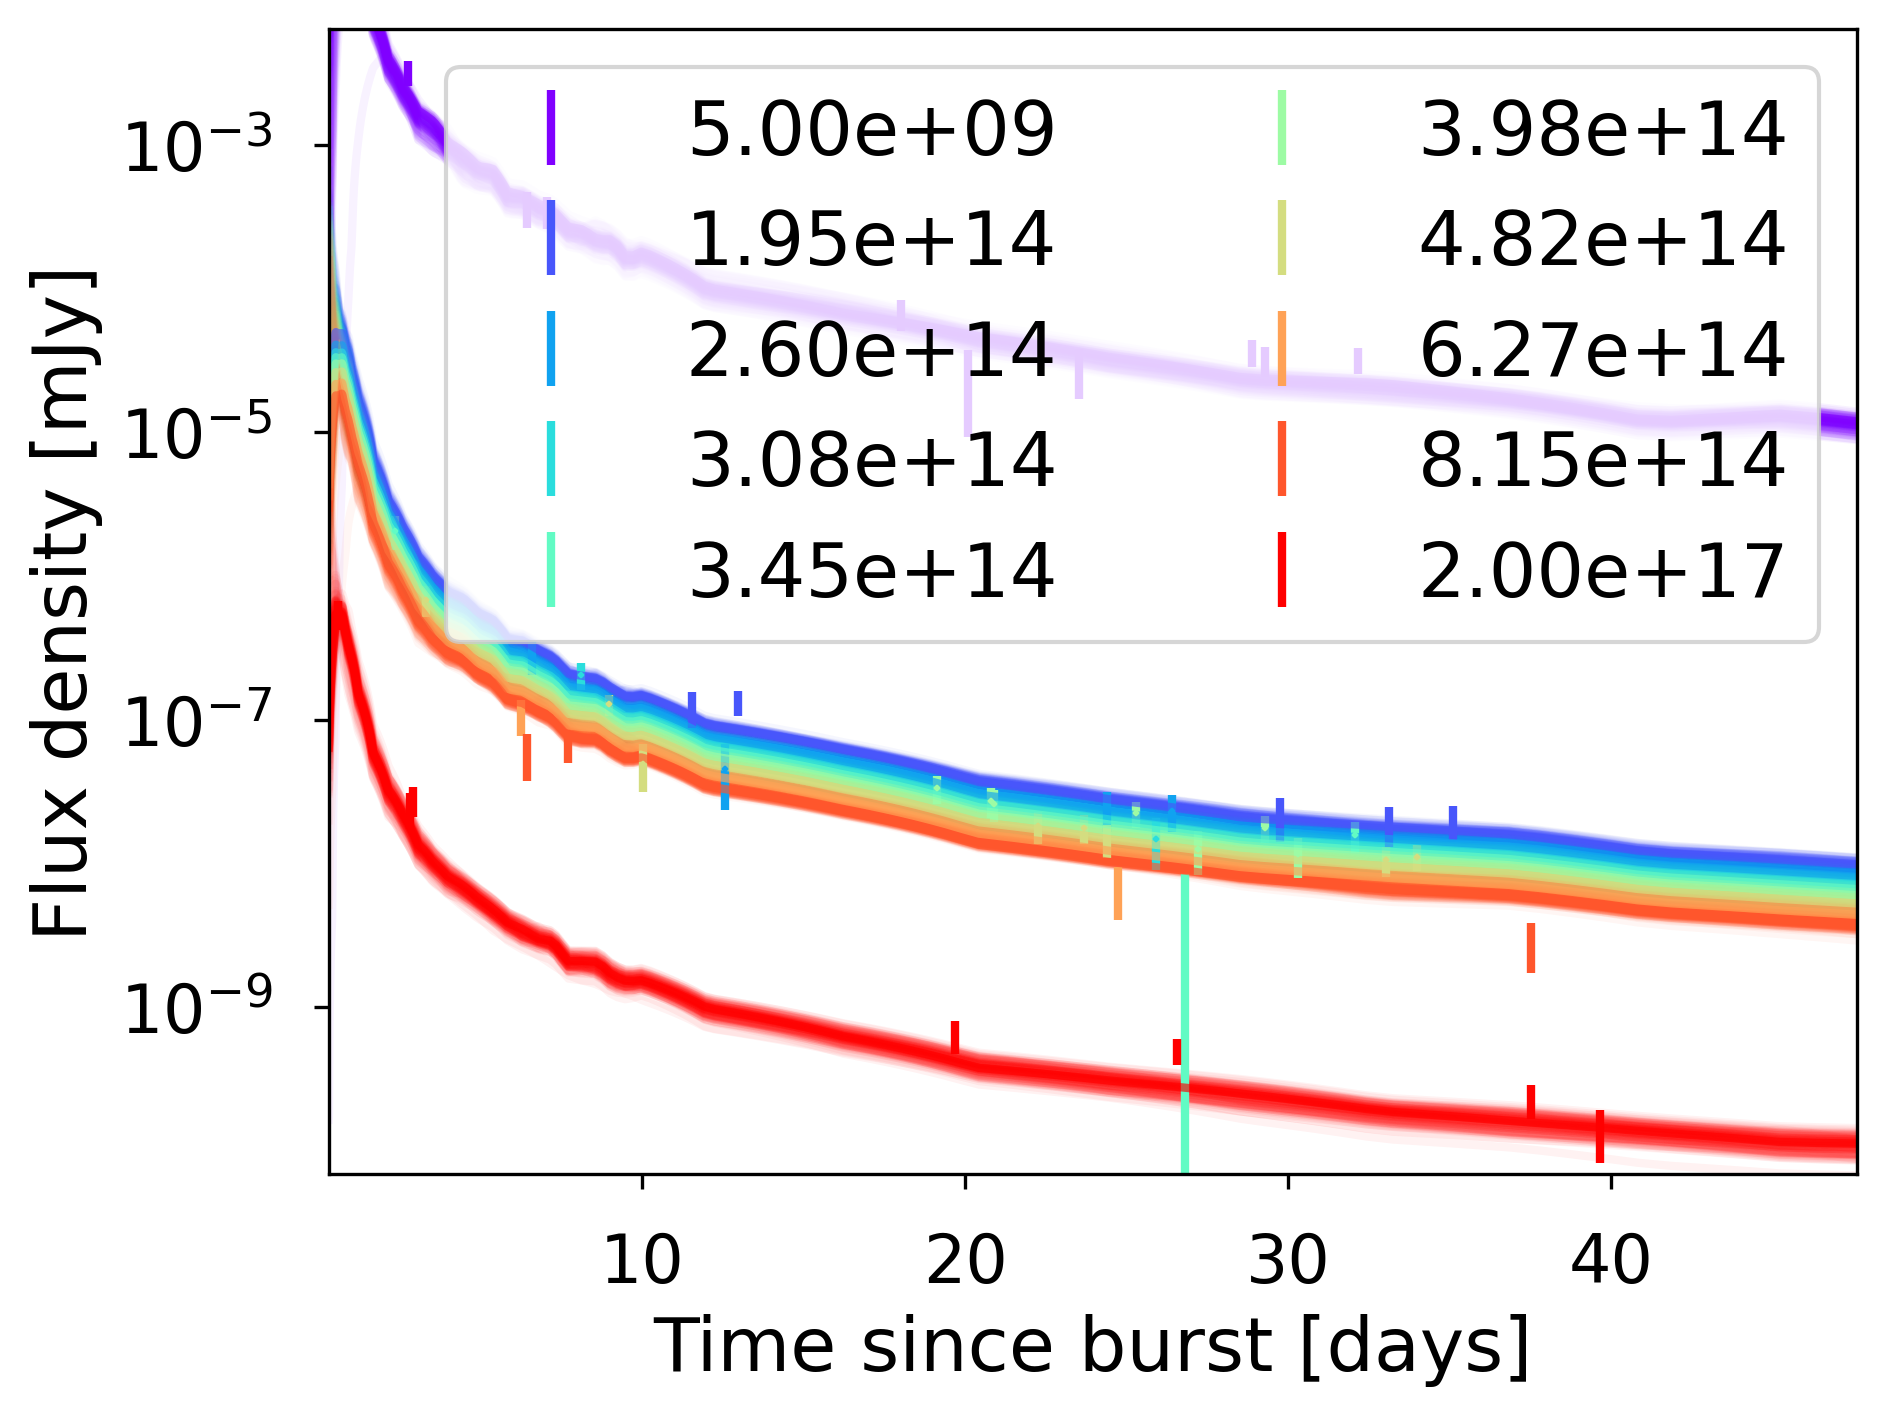 Flux density [mJy]
10⁻³
10⁻⁵
10⁻⁷
10⁻⁹
5.00e+09
1.95e+14
2.60e+14
3.08e+14
3.45e+14
3.98e+14
4.82e+14
6.27e+14
8.15e+14
2.00e+17
10 20 30 40
Time since burst [days]